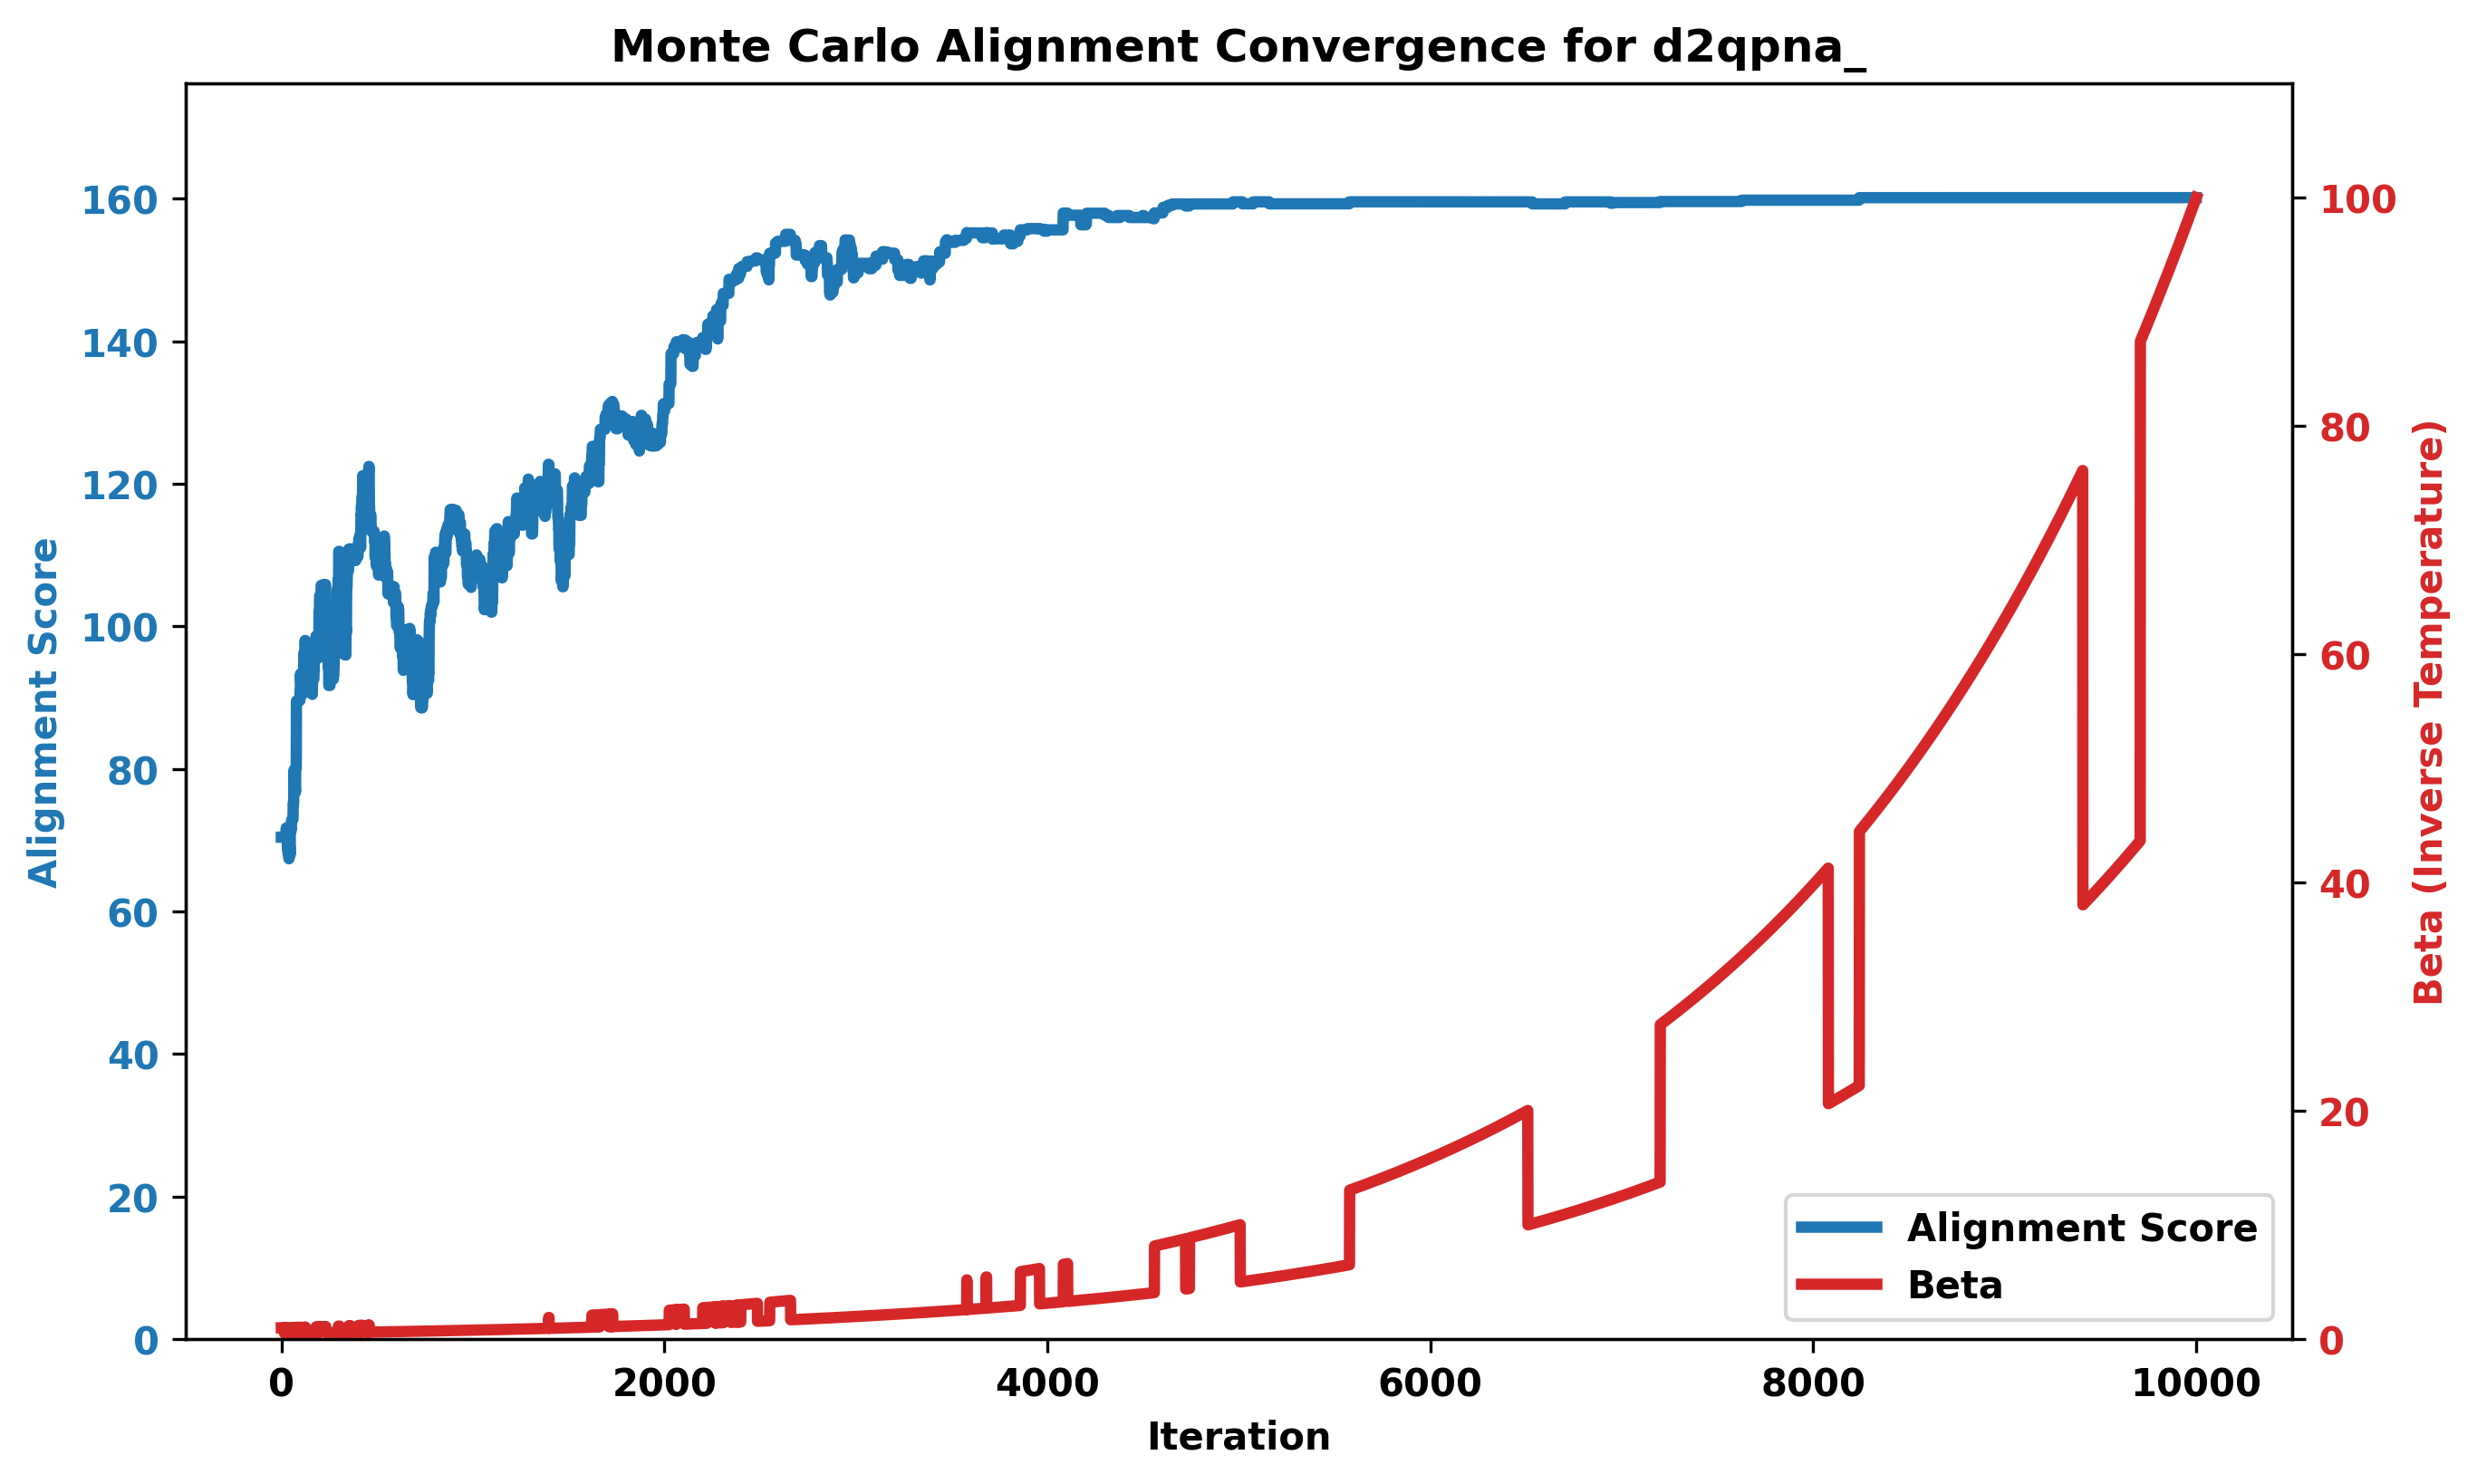 Monte Carlo Alignment Convergence for d2qpna_
Alignment Score
160
140
120
100
80
60
40
20
0
100
80
60
40
20
0
Beta (Inverse Temperature)
Alignment Score
Beta
0 2000 4000 6000 8000 10000
Iteration